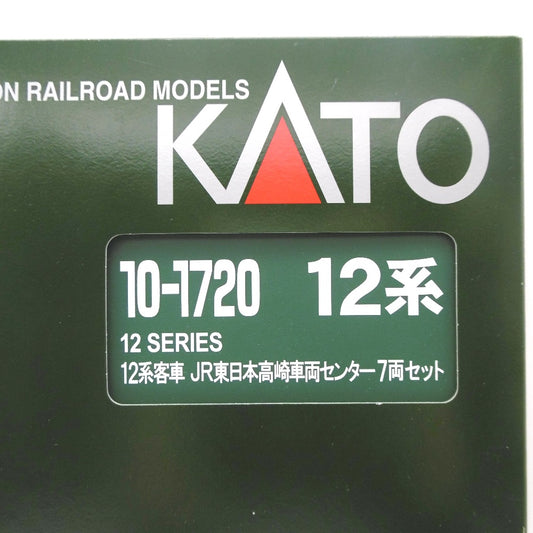 ON RAILROAD MODELS
KATO
10-1720 12系
12 SERIES
12系客車 JR東日本高崎車両センター 7両セット